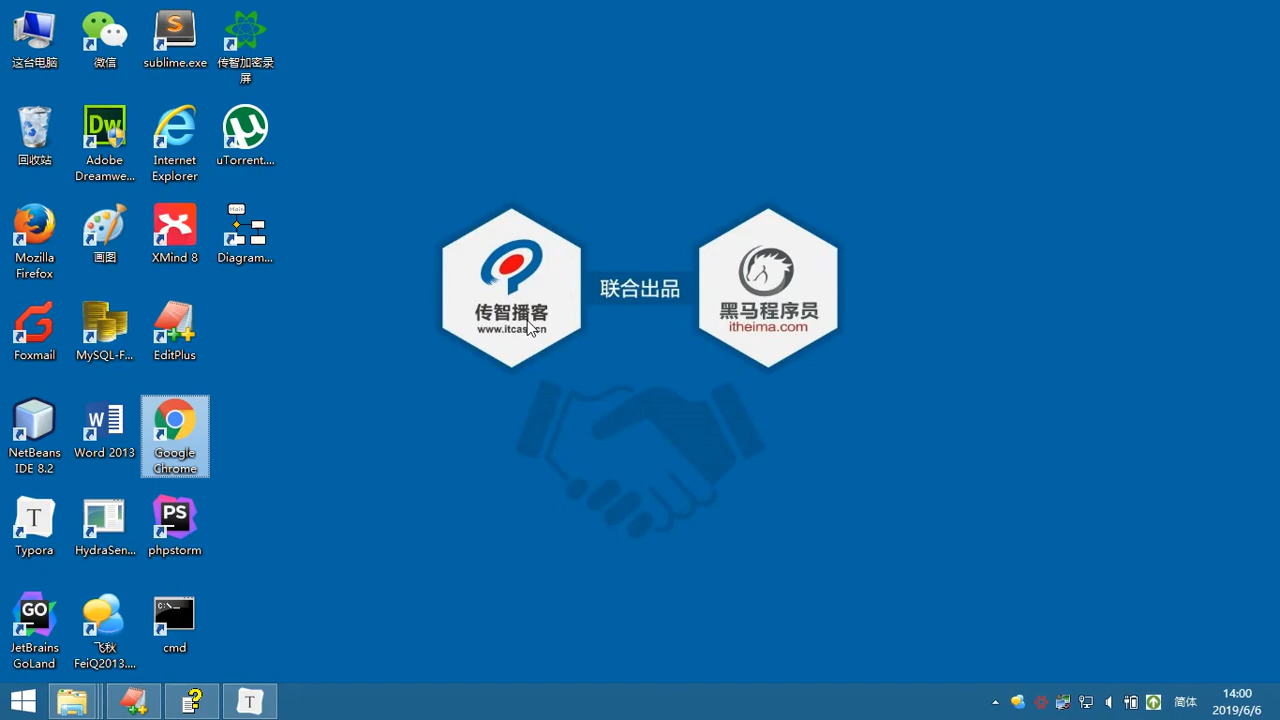 这台电脑
微信
sublime.exe
传智加密录
屏
回收站
Adobe
Dreamwe...
Internet
Explorer
uTorrent....
Mozilla
Firefox
画图
XMind 8
Diagram...
Foxmail
MySQL-F...
EditPlus
NetBeans
IDE 8.2
Word 2013
Google
Chrome
Typora
HydraSen...
phpstorm
JetBrains
GoLand
飞秋
FeiQ2013....
cmd
传智播客
www.itcast.cn
联合出品
黑马程序员
itheima.com
简体
14:00
2019/6/6